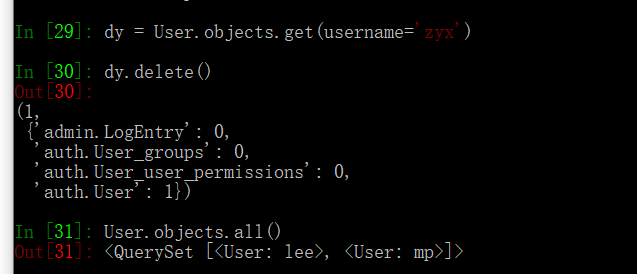 In [29]: dy = User.objects.get(username='zyx')
In [30]: dy.delete()
Out[30]:
(1,
{'admin.LogEntry': 0,
'auth.User_groups': 0,
'auth.User_user_permissions': 0,
'auth.User': 1})
In [31]: User.objects.all()
Out[31]: <QuerySet [<User: lee>, <User: mp>]>